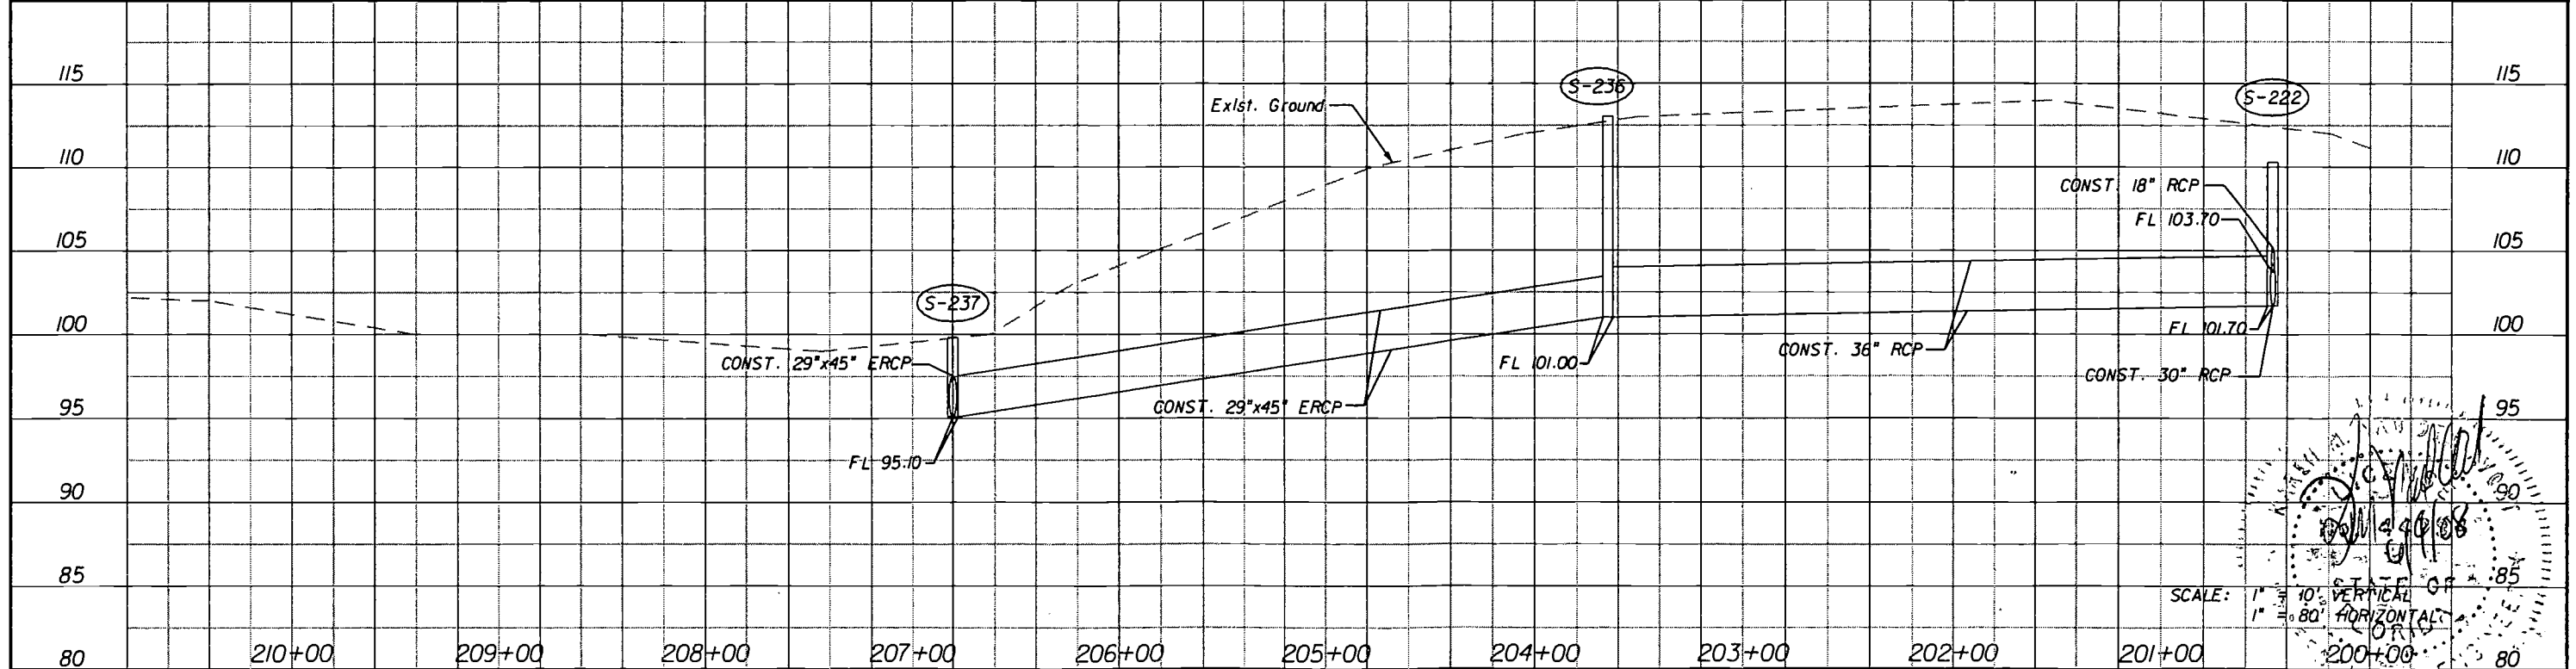 115
115
S-236
S-222
Exist. Ground
110
110
CONST. 18" RCP
FL 103.70
105
105
S-237
100
100
FL 101.70
CONST. 36" RCP
FL 101.00
CONST. 29"x45" ERCP
CONST. 30" RCP
CONST. 29"x45" ERCP
95
95
FL 95.10
90
90
85
85
STATE OF
SCALE: 1" = 10' VERTICAL
1" = 80' HORIZONTAL
80
210+00
209+00
208+00
207+00
206+00
205+00
204+00
203+00
202+00
201+00
200+00
80